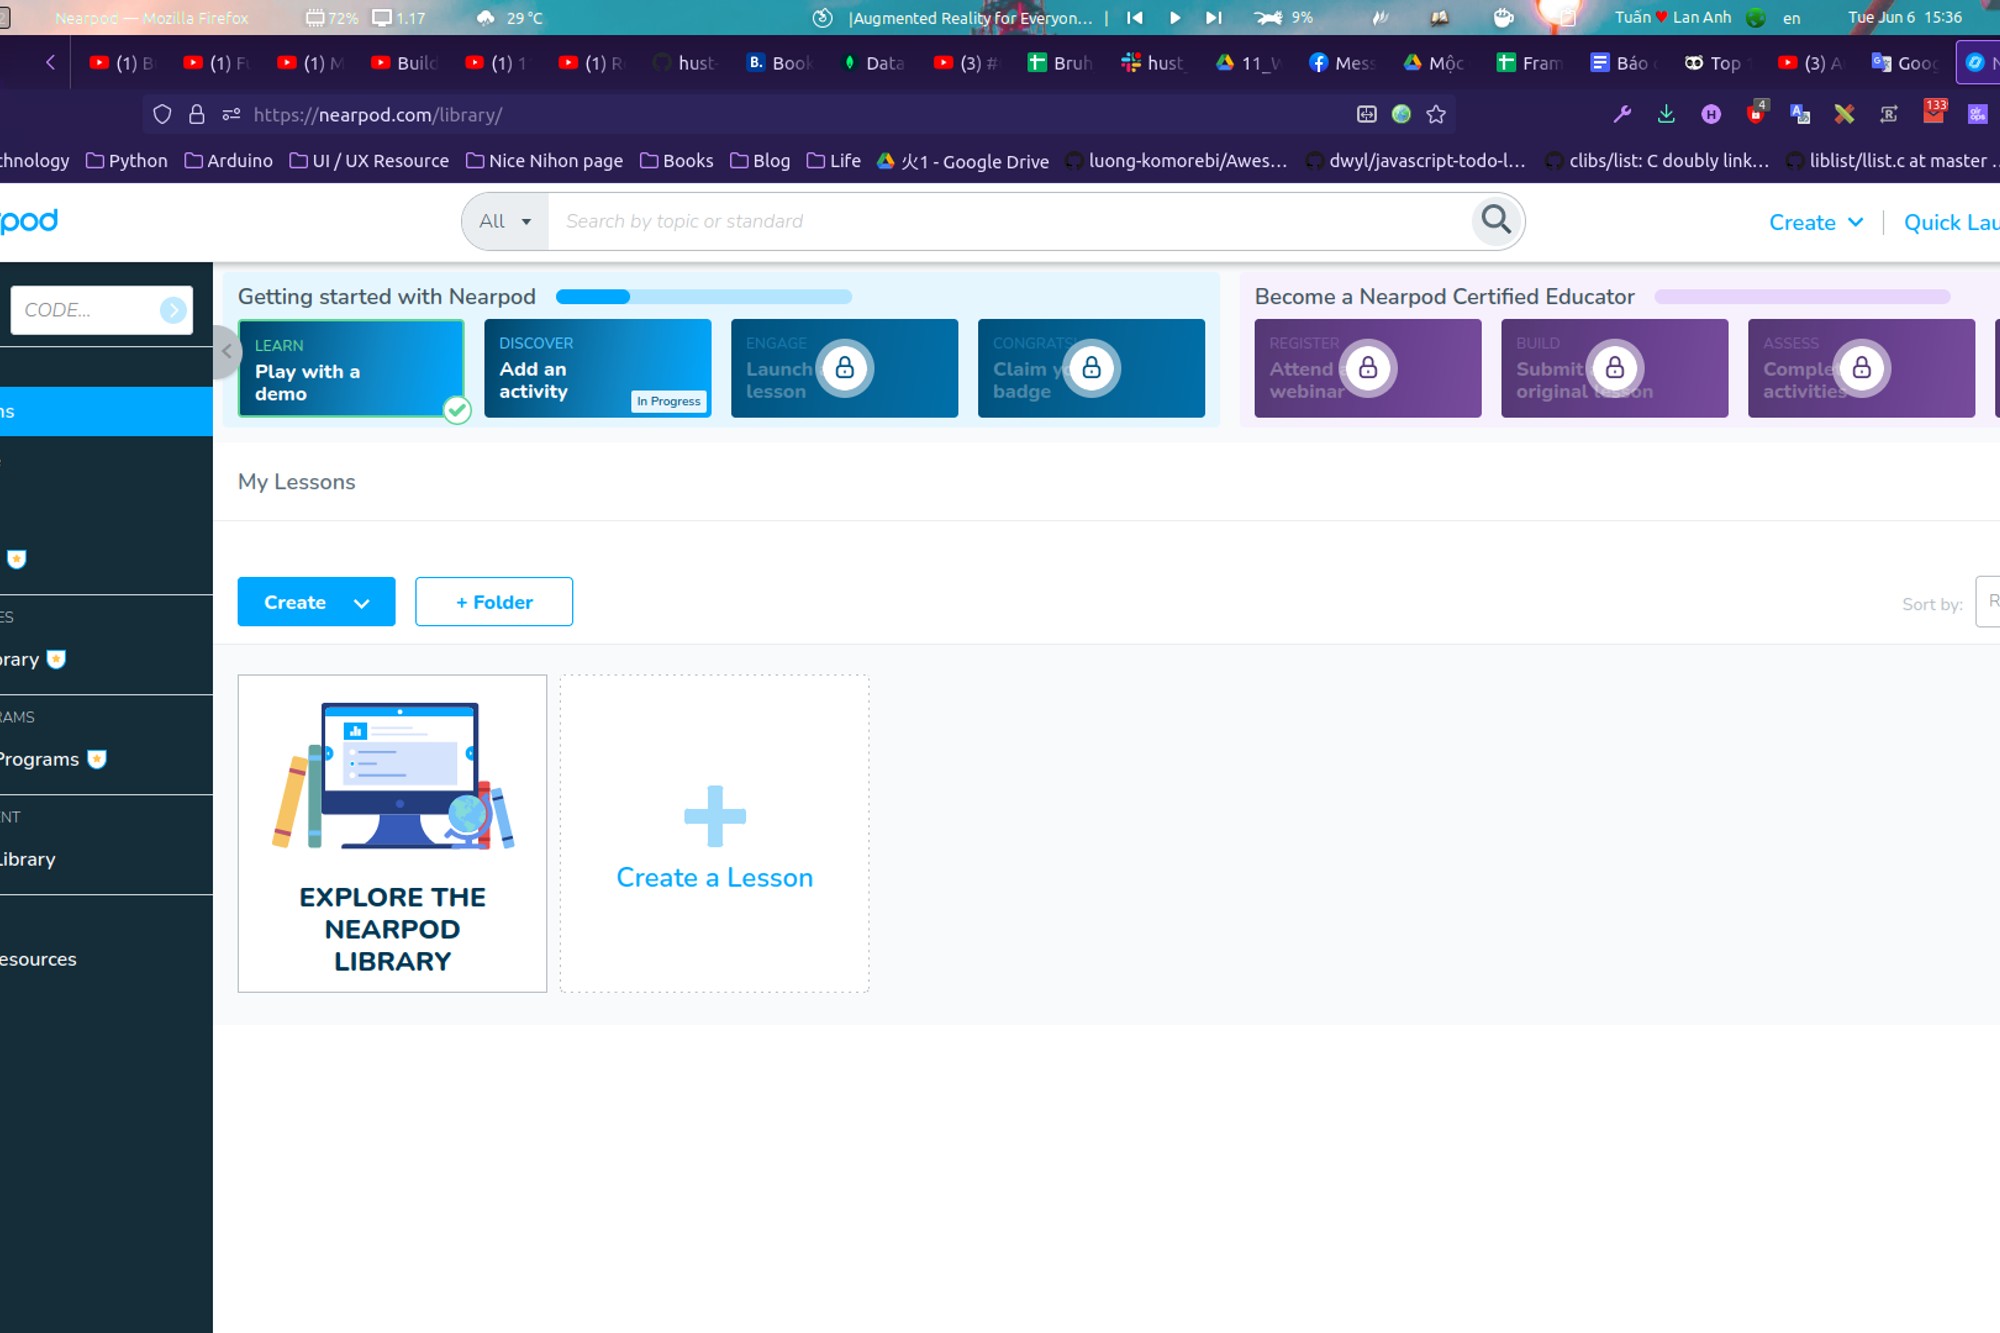 Nearpod — Mozilla Firefox 72% 1.17 29 °C |Augmented Reality for Everyon... | 9% Tuấn ♥ Lan Anh en Tue Jun 6 15:36
(1) B (1) Fu (1) M Build (1) 1 (1) R hust- Book Data (3) # Bruh hust 11_V Mess Mộc Fram Báo Top (3) A Goog N
https://nearpod.com/library/ 4 133
chnology Python Arduino UI / UX Resource Nice Nihon page Books Blog Life 火1 - Google Drive luong-komorebi/Awes... dwyl/javascript-todo-l... clibs/list: C doubly link... liblist/llist.c at master ...
rpod All Search by topic or standard Create Quick Lau
CODE...
Getting started with Nearpod
LEARN
Play with a
demo
DISCOVER
Add an
activity
In Progress
ENGAGE
Launch
lesson
CONGRATS!
Claim y
badge
Become a Nearpod Certified Educator
REGISTER
Attend
webinar
BUILD
Submit
original lesson
ASSESS
Comple
activities
ns
ES
brary
RAMS
Programs
NT
Library
esources
My Lessons
Create + Folder Sort by: R
EXPLORE THE
NEARPOD
LIBRARY
Create a Lesson